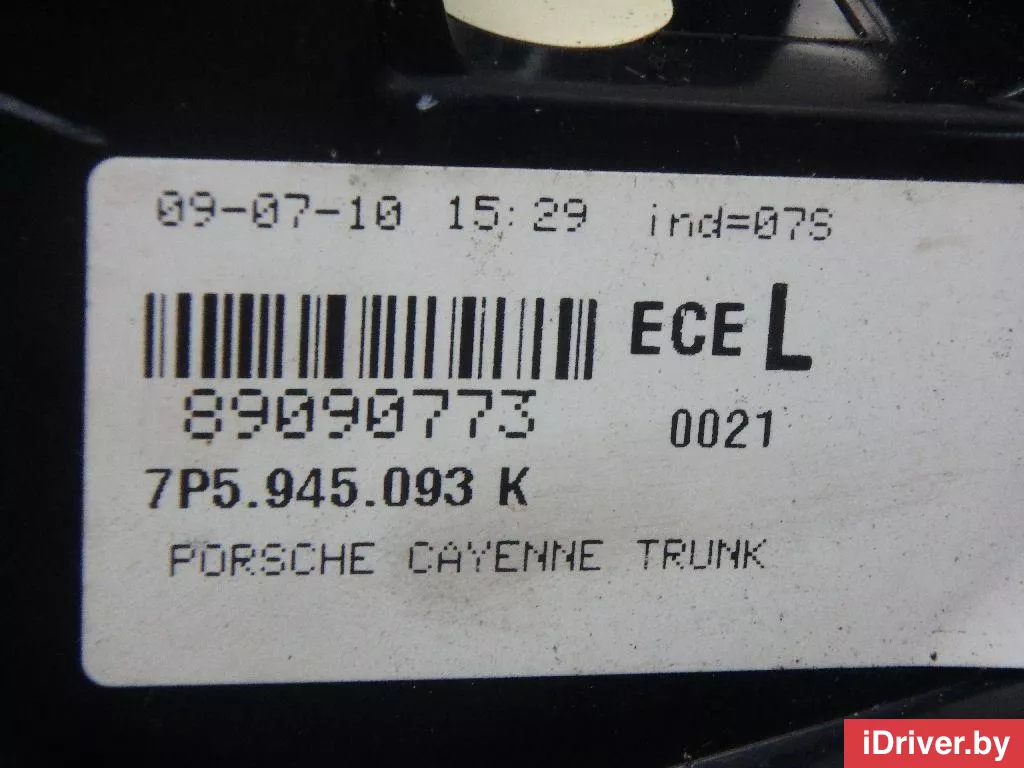 09-07-10 15:29 ind=07S
ECE L
89090773
0021
7P5.945.093 K
PORSCHE CAYENNE TRUNK
iDriver.by